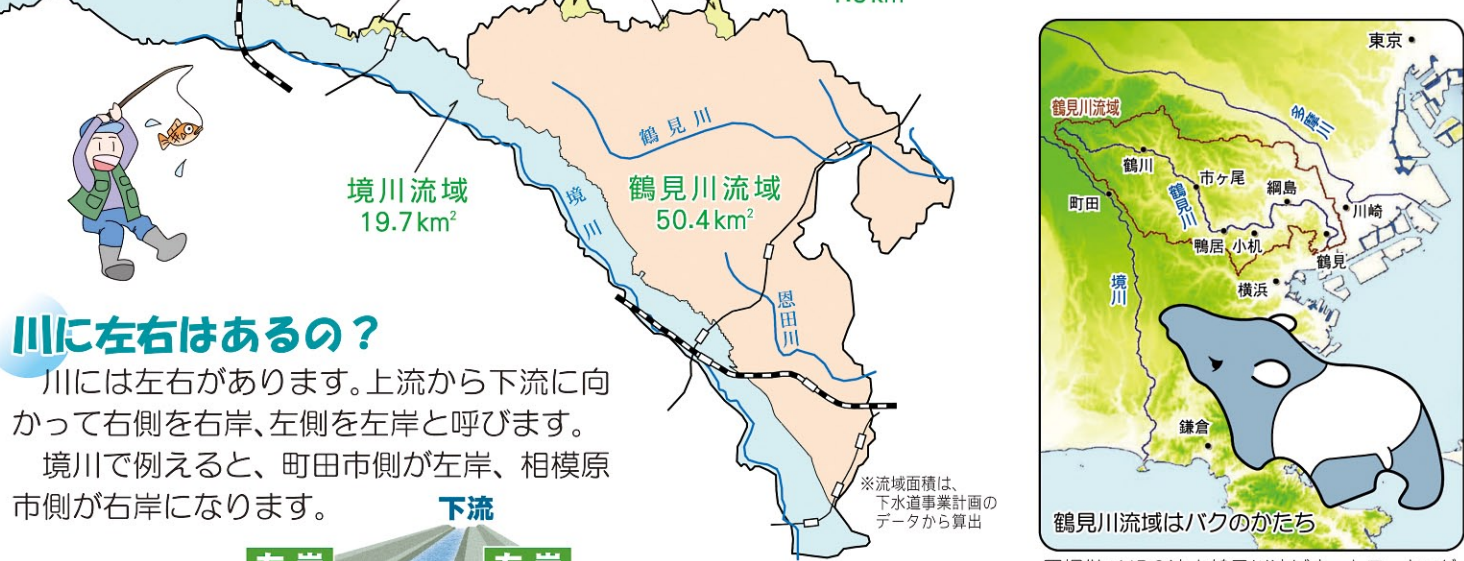 境川流域
19.7km²
鶴見川
鶴見川流域
50.4km²
境川
恩田川
※流域面積は、
下水道事業計画の
データから算出
川に左右はあるの？
川には左右があります。上流から下流に向
かって右側を右岸、左側を左岸と呼びます。
境川で例えると、町田市側が左岸、相模原
市側が右岸になります。
下流
東京
多摩川
鶴見川流域
鶴川
市ヶ尾
綱島
鶴見川
町田
川崎
鴨居
小机
鶴見
横浜
境川
鎌倉
鶴見川流域はバクのかたち